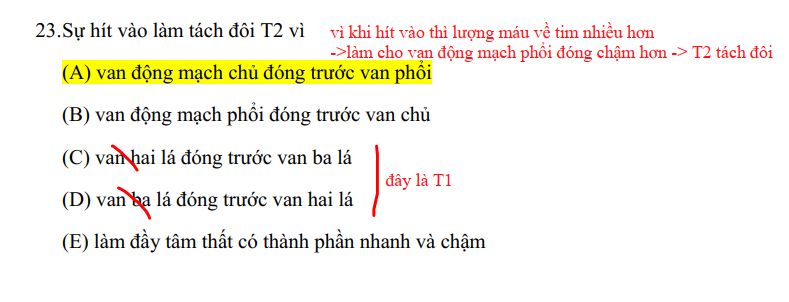 23.Sự hít vào làm tách đôi T2 vì
vì khi hít vào thì lượng máu về tim nhiều hơn
->làm cho van động mạch phổi đóng chậm hơn -> T2 tách đôi
(A) van động mạch chủ đóng trước van phổi
(B) van động mạch phổi đóng trước van chủ
(C) van hai lá đóng trước van ba lá
(D) van ba lá đóng trước van hai lá
đây là T1
(E) làm đầy tâm thất có thành phần nhanh và chậm